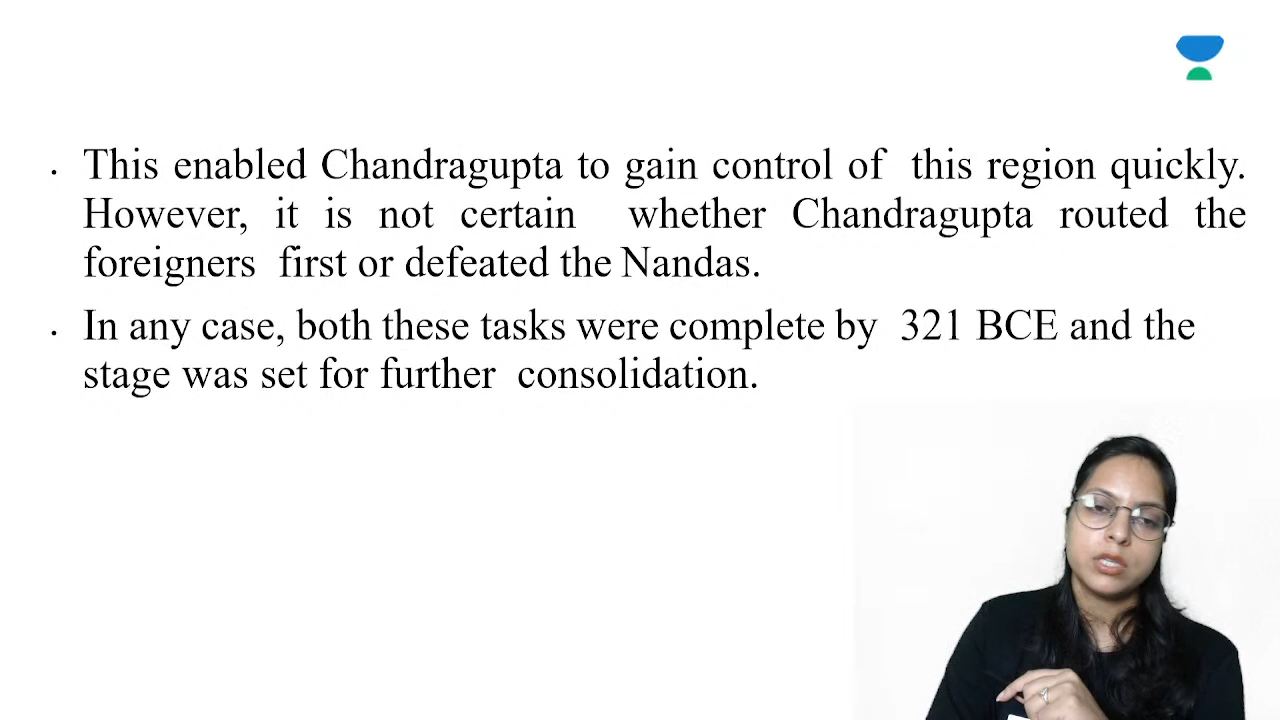 . This enabled Chandragupta to gain control of this region quickly.
However, it is not certain whether Chandragupta routed the
foreigners first or defeated the Nandas.
. In any case, both these tasks were complete by 321 BCE and the
stage was set for further consolidation.